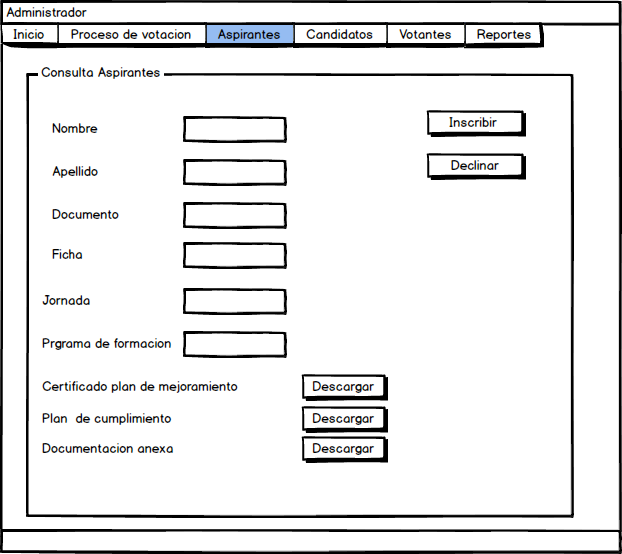 Administrador
Inicio Proceso de votacion Aspirantes Candidatos Votantes Reportes
Consulta Aspirantes
Nombre Inscribir
Apellido Declinar
Documento
Ficha
Jornada
Prgrama de formacion
Certificado plan de mejoramiento Descargar
Plan de cumplimiento Descargar
Documentacion anexa Descargar